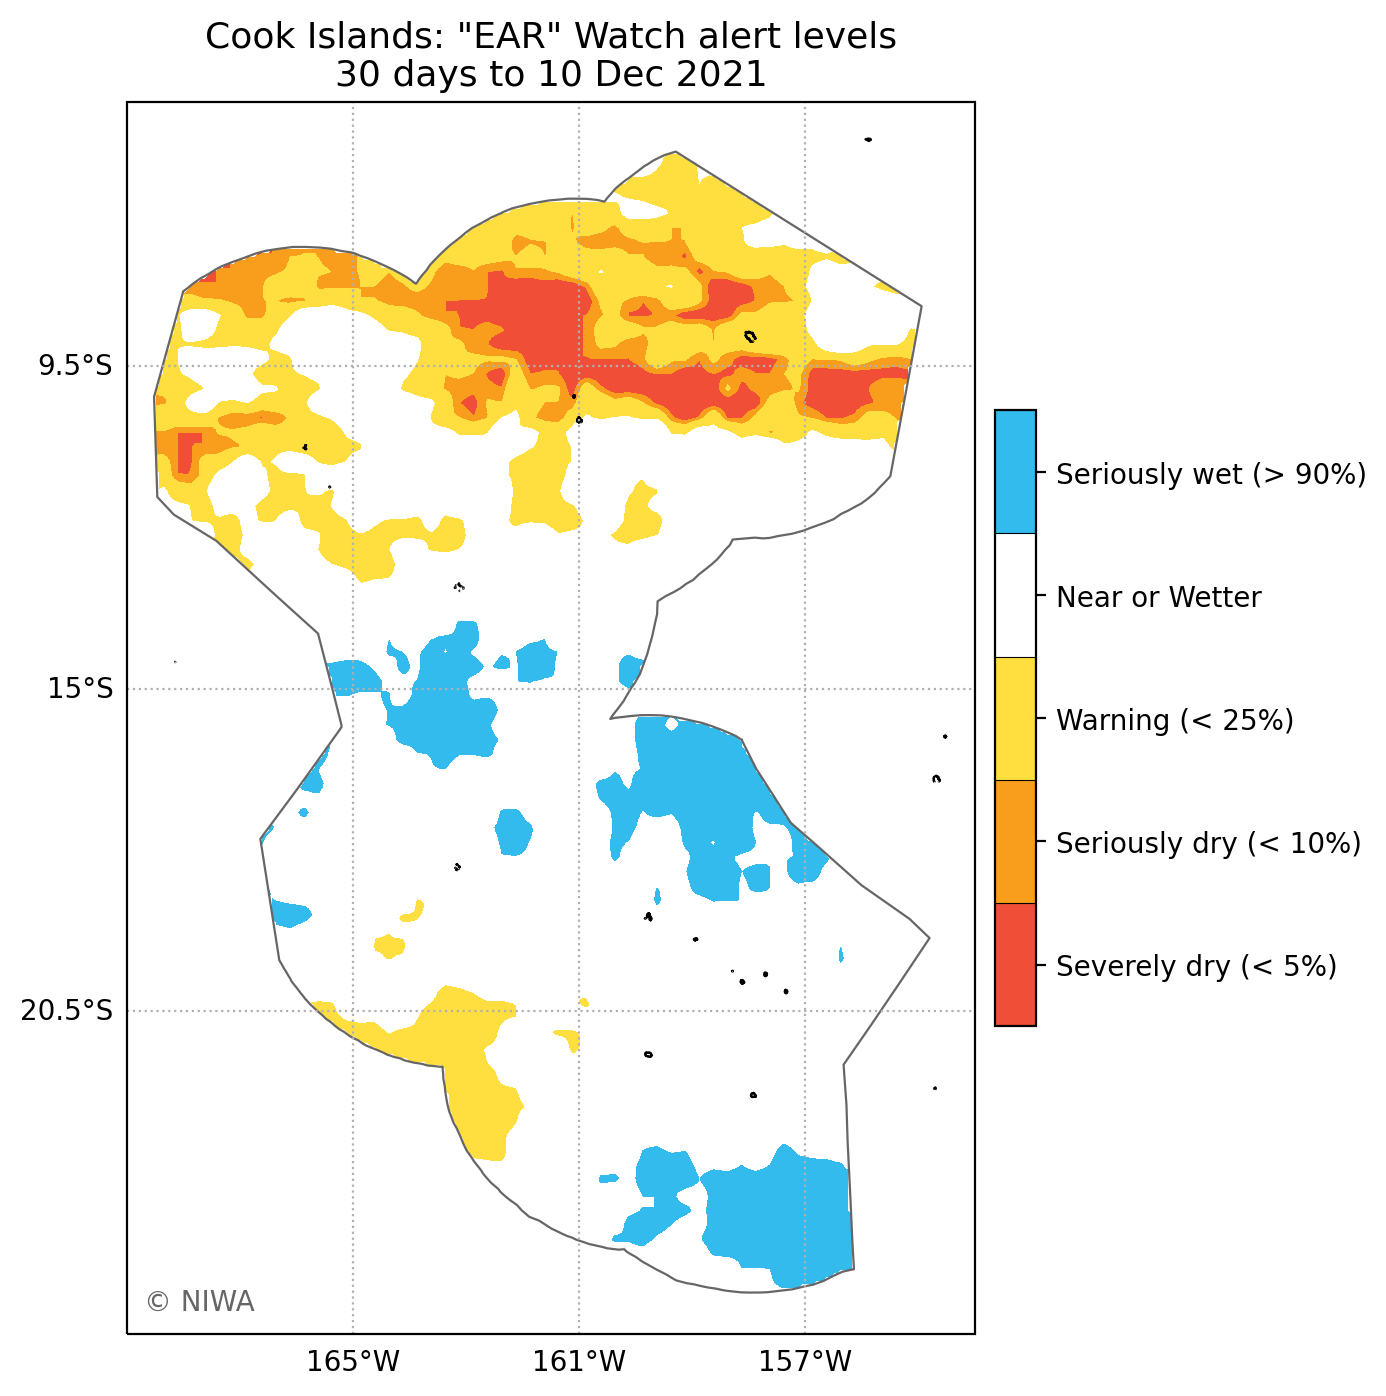 Cook Islands: "EAR" Watch alert levels
30 days to 10 Dec 2021
9.5°S
15°S
20.5°S
165°W
161°W
157°W
Seriously wet (> 90%)
Near or Wetter
Warning (< 25%)
Seriously dry (< 10%)
Severely dry (< 5%)
© NIWA